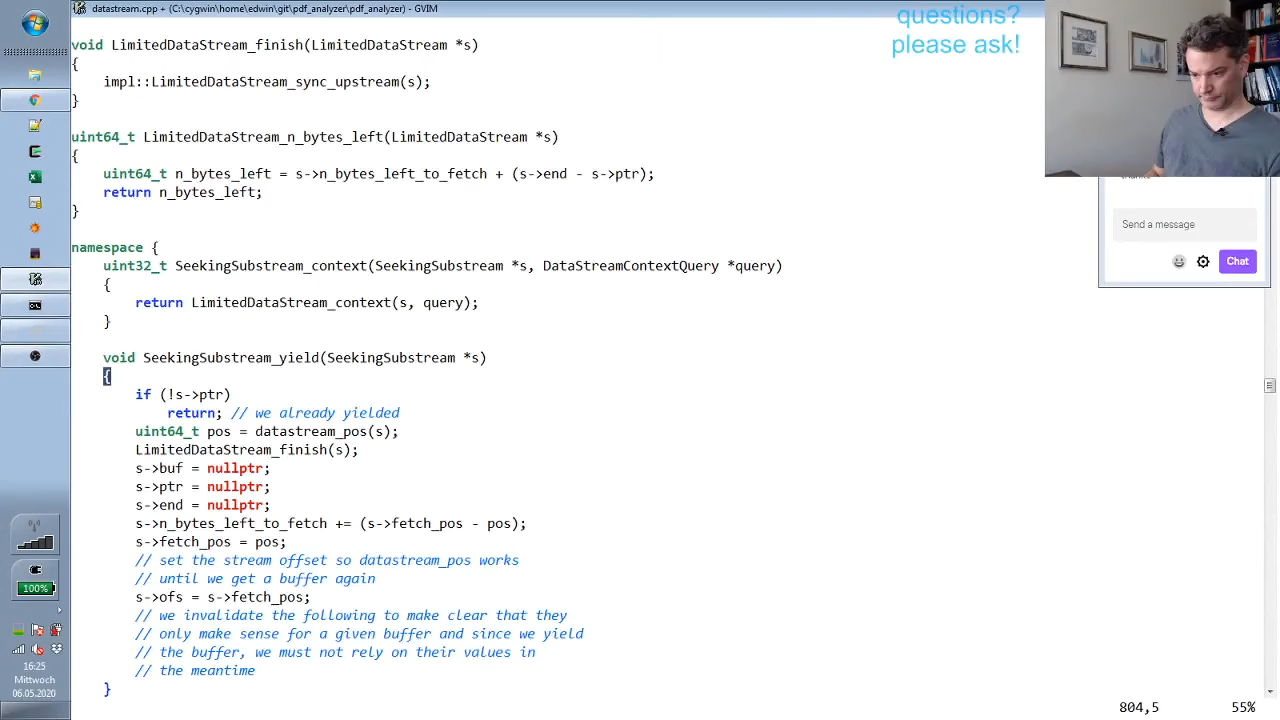 datastream.cpp + (C:\cygwin\home\edwin\git\pdf_analyzer\pdf_analyzer) - GVIM
questions?
please ask!
void LimitedDataStream_finish(LimitedDataStream *s)
{
    impl::LimitedDataStream_sync_upstream(s);
}
uint64_t LimitedDataStream_n_bytes_left(LimitedDataStream *s)
{
    uint64_t n_bytes_left = s->n_bytes_left_to_fetch + (s->end - s->ptr);
    return n_bytes_left;
}
namespace {
    uint32_t SeekingSubstream_context(SeekingSubstream *s, DataStreamContextQuery *query)
    {
        return LimitedDataStream_context(s, query);
    }
    void SeekingSubstream_yield(SeekingSubstream *s)
    {
        if (!s->ptr)
            return; // we already yielded
        uint64_t pos = datastream_pos(s);
        LimitedDataStream_finish(s);
        s->buf = nullptr;
        s->ptr = nullptr;
        s->end = nullptr;
        s->n_bytes_left_to_fetch += (s->fetch_pos - pos);
        s->fetch_pos = pos;
        // set the stream offset so datastream_pos works
        // until we get a buffer again
        s->ofs = s->fetch_pos;
        // we invalidate the following to make clear that they
        // only make sense for a given buffer and since we yield
        // the buffer, we must not rely on their values in
        // the meantime
    }
804,5
55%
Send a message
Chat
100%
16:25
Mittwoch
06.05.2020